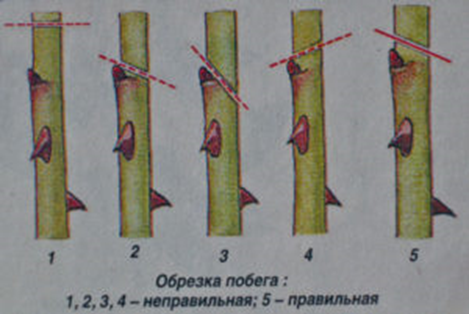 1 2 3 4 5
Обрезка побега :
1, 2, 3, 4 – неправильная; 5 – правильная